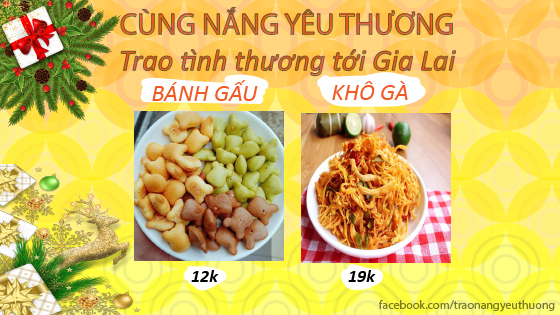 CÙNG NẮNG YÊU THƯƠNG
Trao tình thương tới Gia Lai
BÁNH GẤU
KHÔ GÀ
12k
19k
facebook.com/traonangyeuthuong